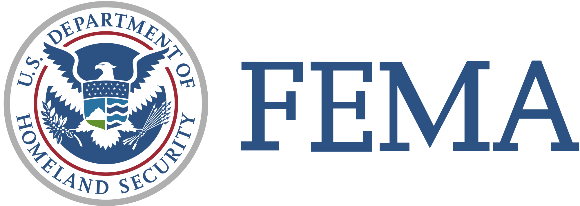 U.S. DEPARTMENT OF
HOMELAND SECURITY
FEMA